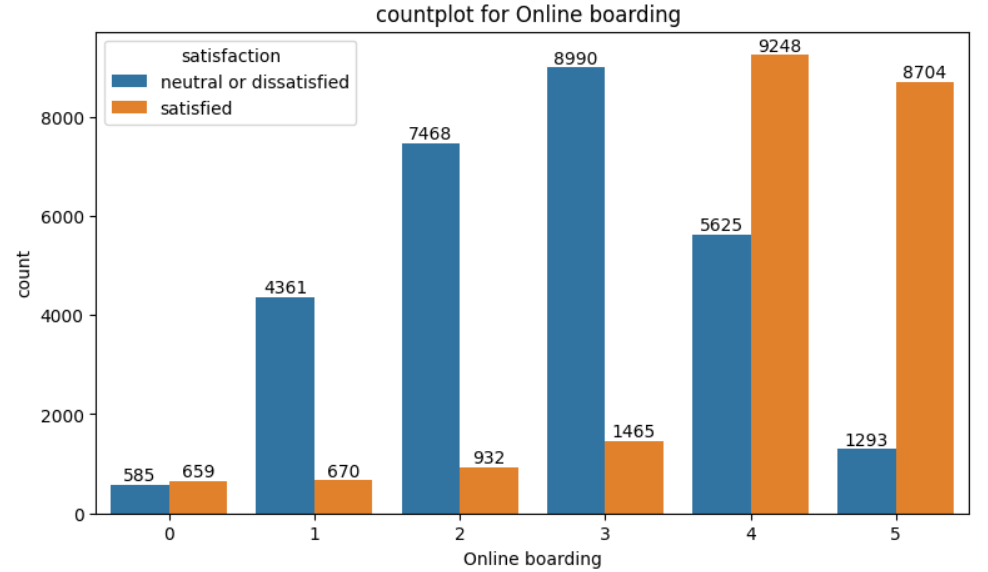 countplot for Online boarding
satisfaction
neutral or dissatisfied
satisfied
count
8000
6000
4000
2000
0
585
659
4361
670
7468
932
8990
1465
5625
9248
1293
8704
0 1 2 3 4 5
Online boarding